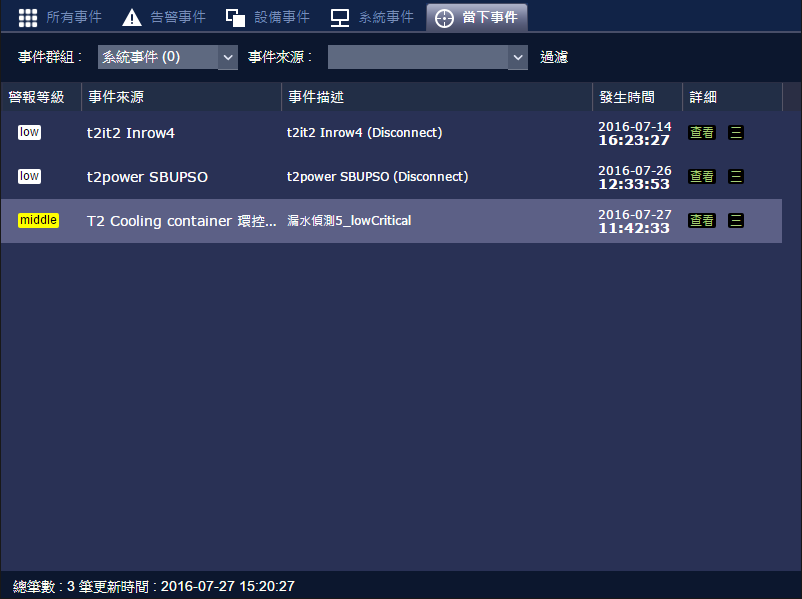 所有事件 告警事件 設備事件 系統事件 當下事件
事件群組 : 系統事件 (0) 事件來源 : 過濾
警報等級 事件來源 事件描述 發生時間 詳細
low t2it2 Inrow4 t2it2 Inrow4 (Disconnect) 2016-07-14 16:23:27 查看 三
low t2power SBUPSO t2power SBUPSO (Disconnect) 2016-07-26 12:33:53 查看 三
middle T2 Cooling container 環控... 漏水偵測5_lowCritical 2016-07-27 11:42:33 查看 三
總筆數 : 3 筆更新時間 : 2016-07-27 15:20:27